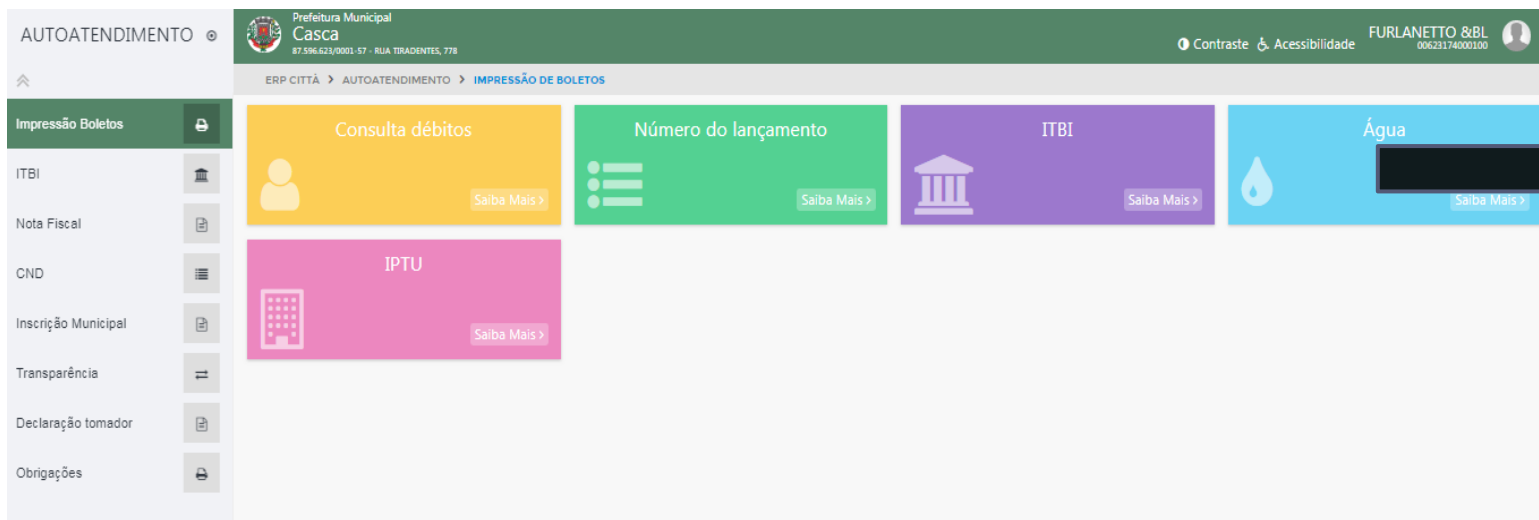 AUTOATENDIMENTO
Prefeitura Municipal
Casca
87.596.623/0001-57 - RUA TIRADENTES, 778
Contraste Acessibilidade
FURLANETTO &BL
00623174000100
ERP CITTÀ > AUTOATENDIMENTO > IMPRESSÃO DE BOLETOS
Impressão Boletos
ITBI
Nota Fiscal
CND
Inscrição Municipal
Transparência
Declaração tomador
Obrigações
Consulta débitos
Saiba Mais >
Número do lançamento
Saiba Mais >
ITBI
Saiba Mais >
Água
Saiba Mais >
IPTU
Saiba Mais >